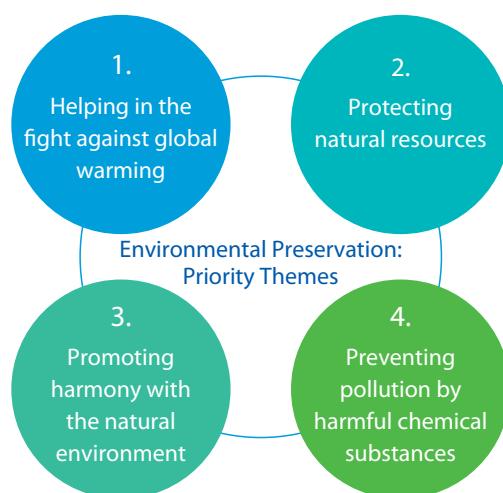 1.
Helping in the
fight against global
warming
2.
Protecting
natural resources
Environmental Preservation:
Priority Themes
3.
Promoting
harmony with
the natural
environment
4.
Preventing
pollution by
harmful chemical
substances